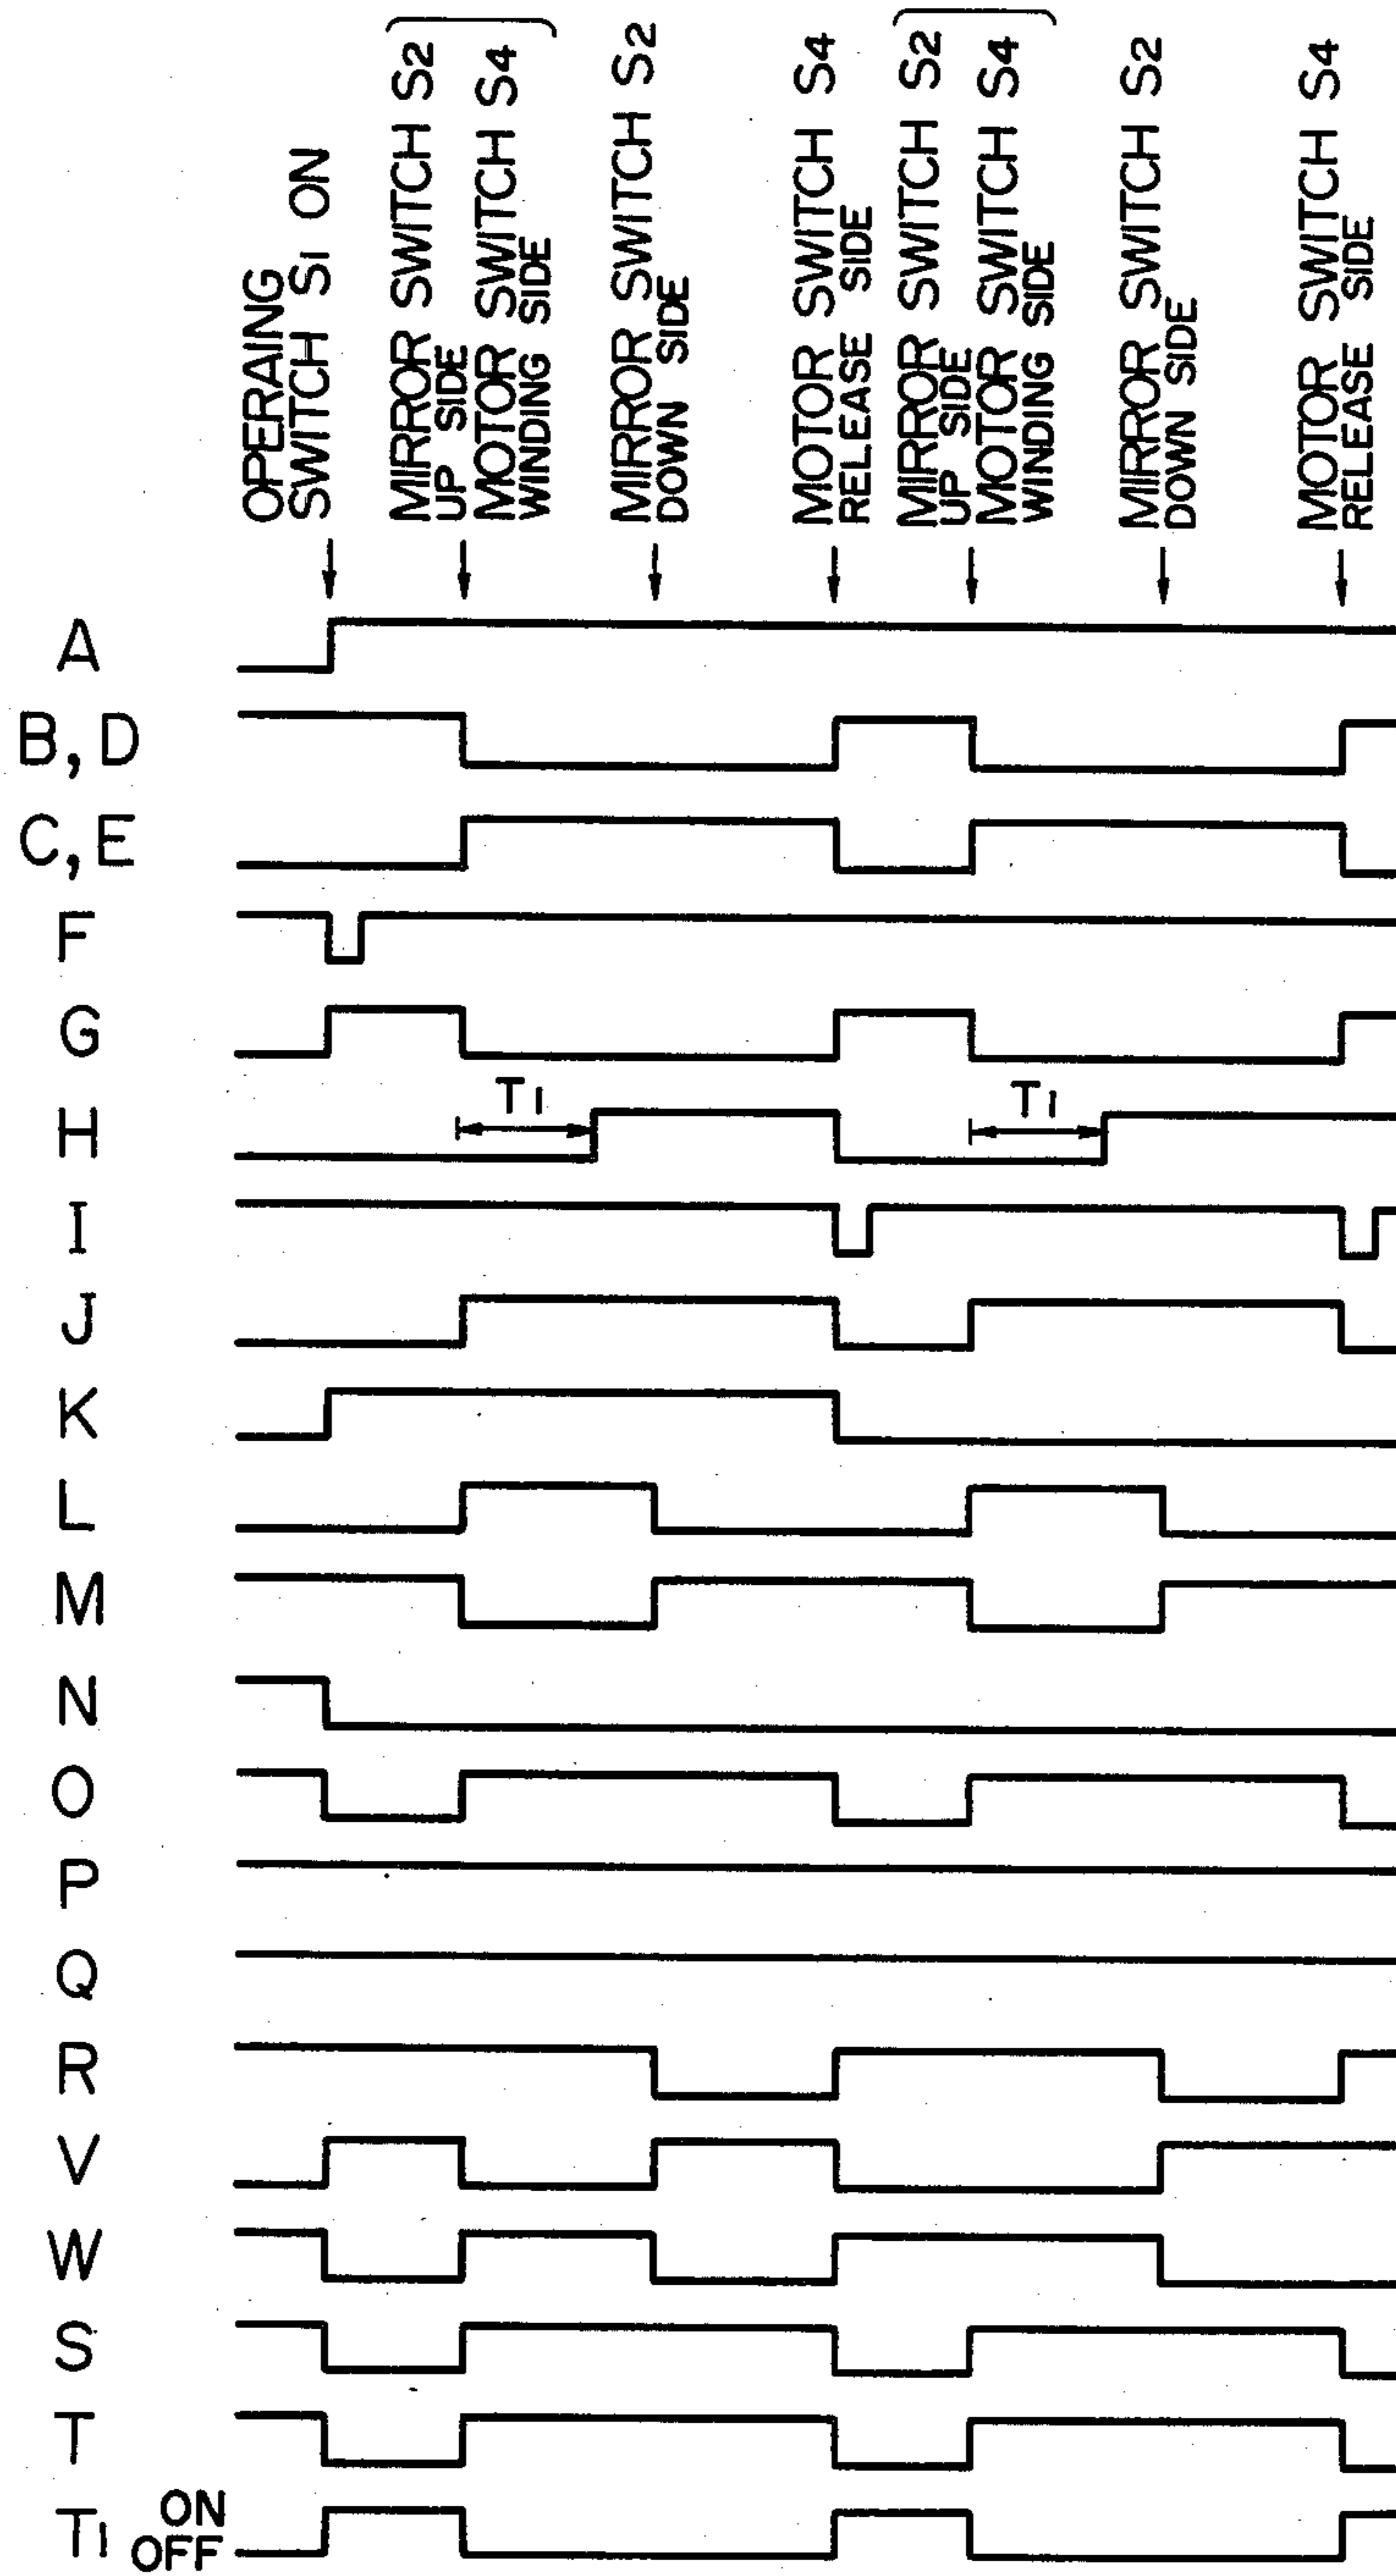 OPERAING
SWITCH S1 ON
MIRROR SWITCH S2
UP SIDE
MOTOR SWITCH S4
WINDING SIDE
MIRROR SWITCH S2
DOWN SIDE
MOTOR SWITCH S4
RELEASE SIDE
MIRROR SWITCH S2
UP SIDE
MOTOR SWITCH S4
WINDING SIDE
MIRROR SWITCH S2
DOWN SIDE
MOTOR SWITCH S4
RELEASE SIDE
A
B, D
C, E
F
G
H T1 T1
I
J
K
L
M
N
O
P
Q
R
V
W
S
T
T1 ON
OFF